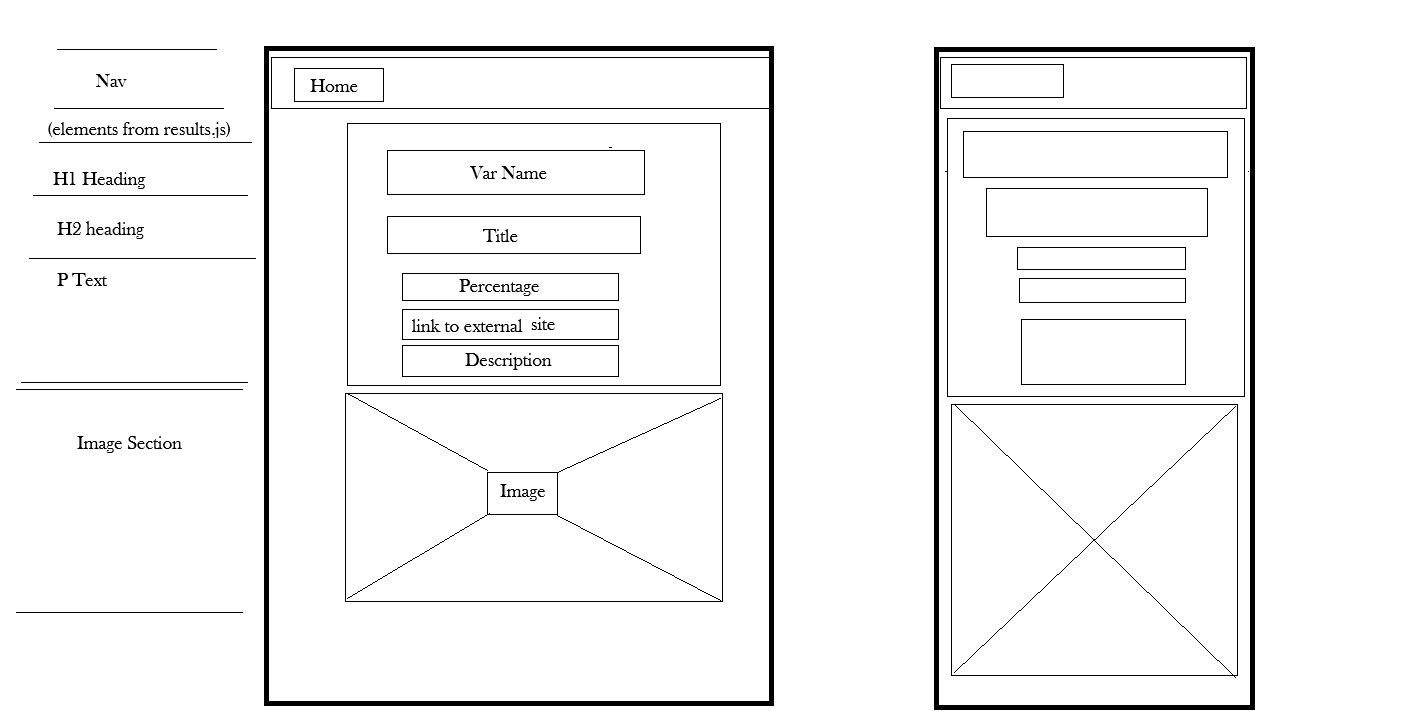 Nav
(elements from results.js)
H1 Heading
H2 heading
P Text
Image Section
Home
Var Name
Title
Percentage
link to external site
Description
Image